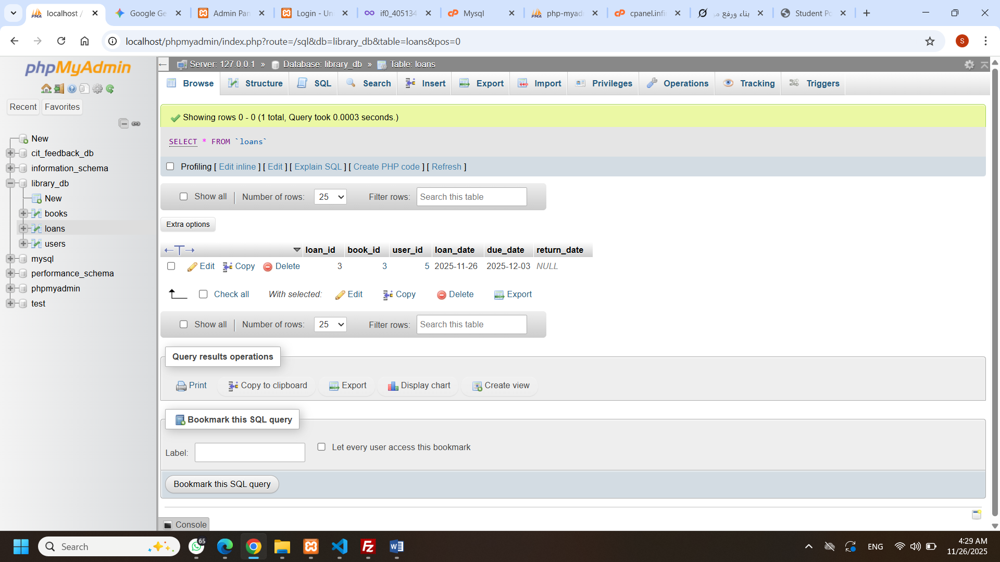 localhost /
Google Ge
Admin Pan
Login - Un
if0_405134
Mysql
php-myad
cpanel.infi
بناء ورفع م
Student Po
localhost/phpmyadmin/index.php?route=/sql&db=library_db&table=loans&pos=0
S
phpMyAdmin
Recent
Favorites
New
cit_feedback_db
information_schema
library_db
New
books
loans
users
mysql
performance_schema
phpmyadmin
test
Server: 127.0.0.1 » Database: library_db » Table: loans
Browse
Structure
SQL
Search
Insert
Export
Import
Privileges
Operations
Tracking
Triggers
Showing rows 0 - 0 (1 total, Query took 0.0003 seconds.)
SELECT * FROM `loans`
Profiling [ Edit inline ] [ Edit ] [ Explain SQL ] [ Create PHP code ] [ Refresh ]
Show all | Number of rows: 25 Filter rows: Search this table
Extra options
loan_id book_id user_id loan_date due_date return_date
Edit Copy Delete 3 3 5 2025-11-26 2025-12-03 NULL
Check all With selected: Edit Copy Delete Export
Show all | Number of rows: 25 Filter rows: Search this table
Query results operations
Print Copy to clipboard Export Display chart Create view
Bookmark this SQL query
Label: Let every user access this bookmark
Bookmark this SQL query
Console
Search
65
ENG
4:29 AM
11/26/2025